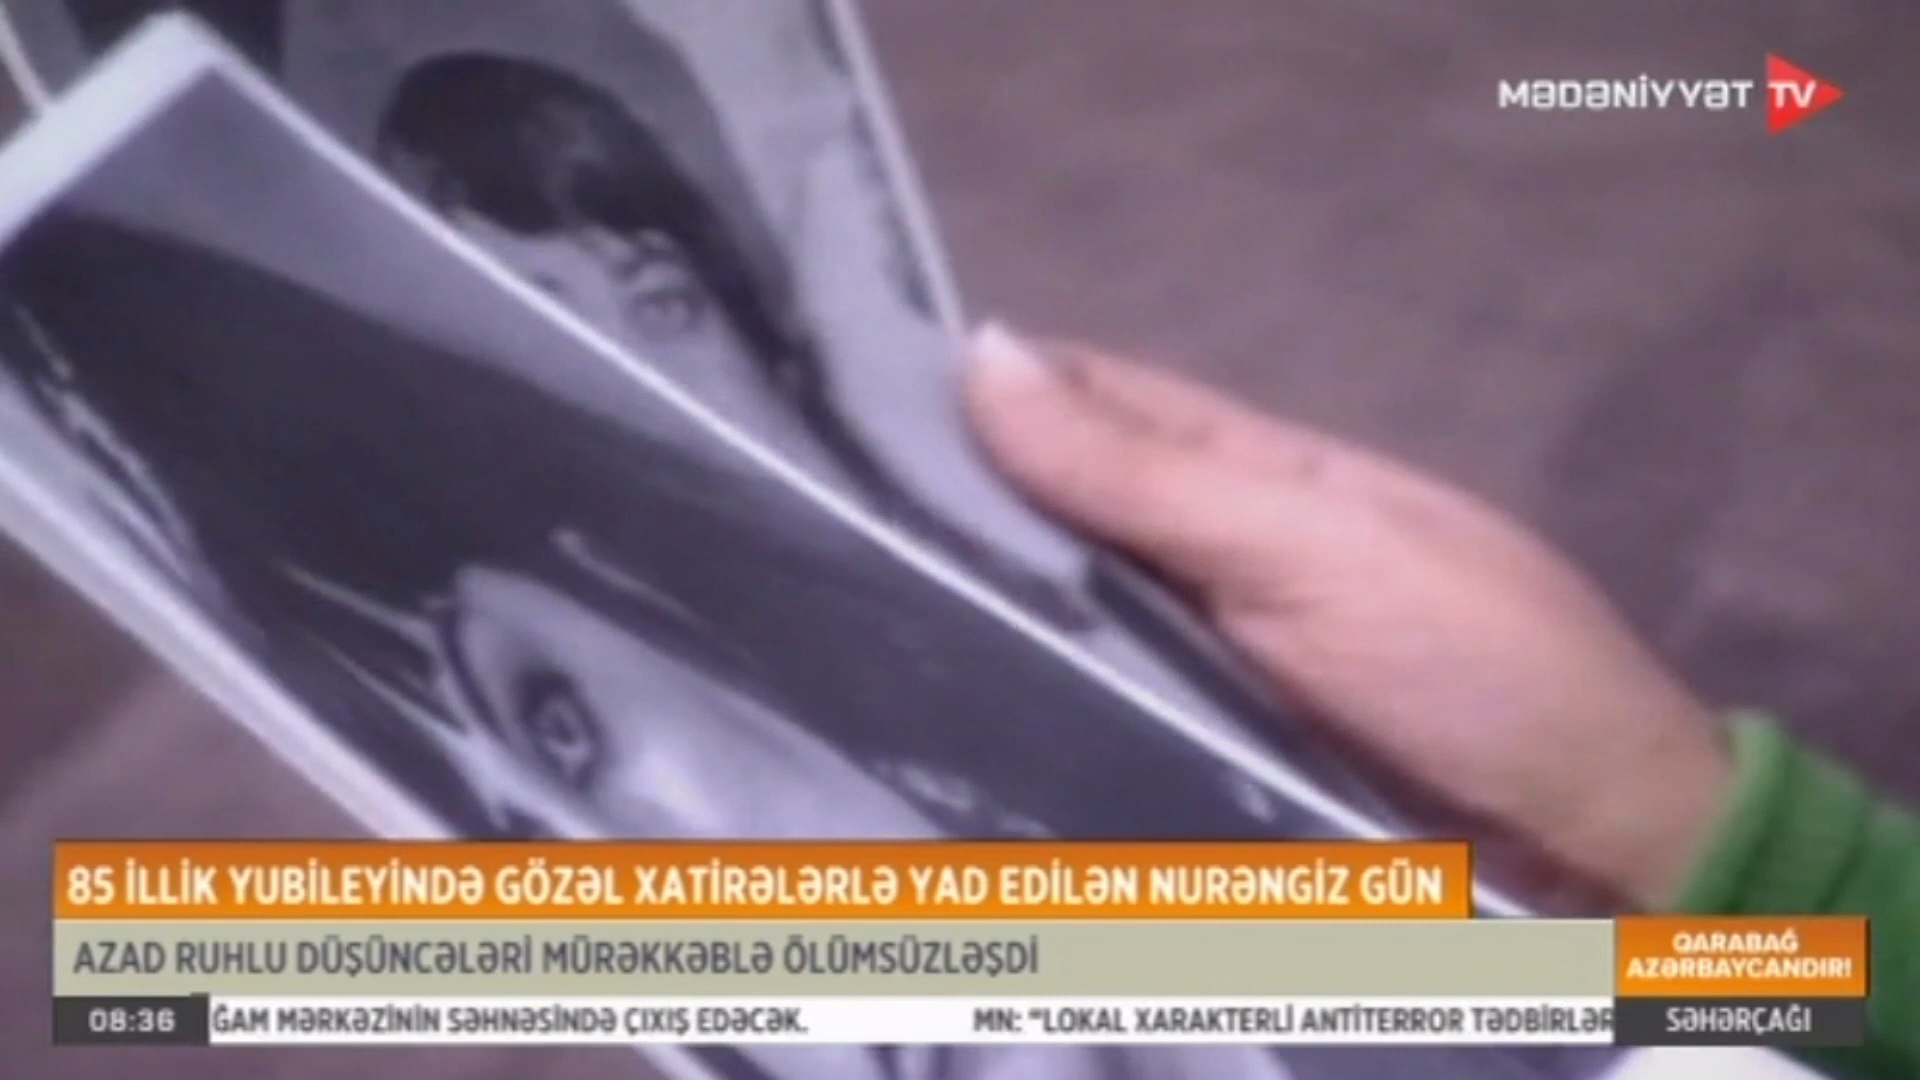 MƏDƏNİYYƏT TV
85 İLLİK YUBİLEYİNDƏ GÖZƏL XATİRƏLƏRLƏ YAD EDİLƏN NURƏNGİZ GÜN
AZAD RUHLU DÜŞÜNCƏLƏRİ MÜRƏKKƏBLƏ ÖLÜMSÜZLƏŞDİ
QARABAĞ
AZƏRBAYCANDIR!
08:36 ĞAM MƏRKƏZİNİN SƏHNƏSİNDƏ ÇIXIŞ EDƏCƏK. MN: “LOKAL XARAKTERLİ ANTİTERROR TƏDBİRLƏR SƏHƏRÇAĞI